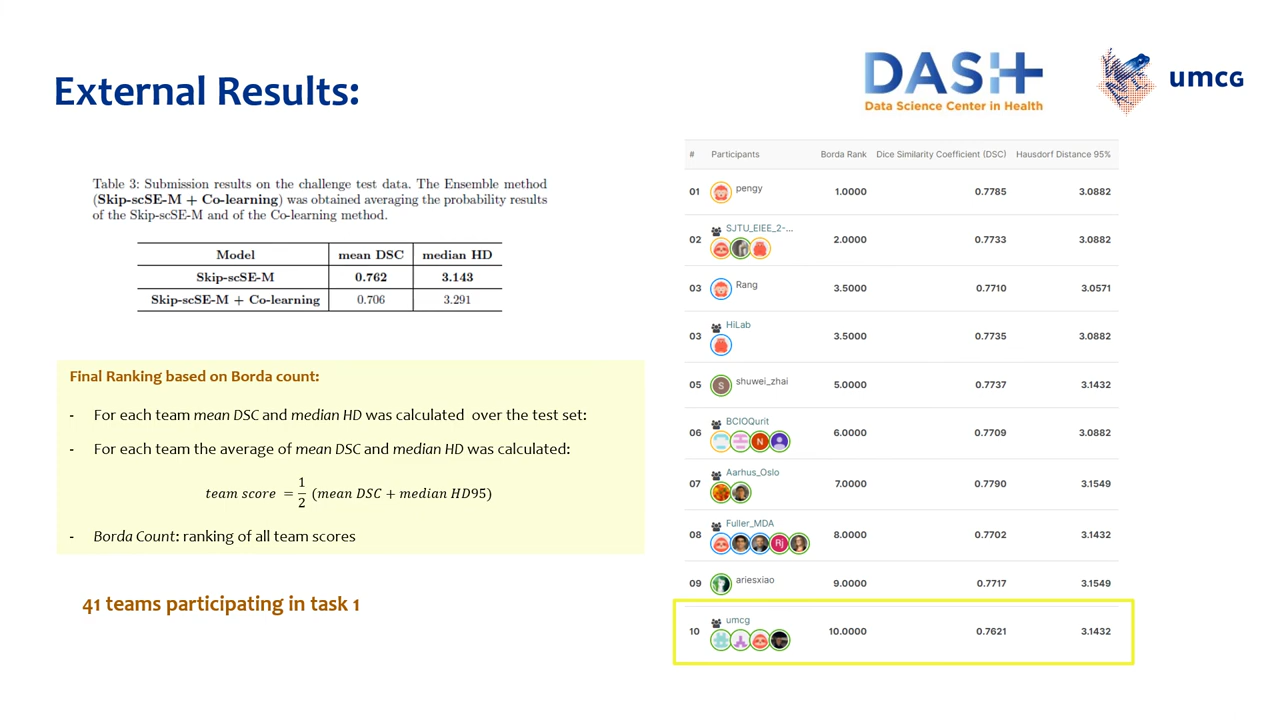 External Results:
DASH
Data Science Center in Health
umcg
Table 3: Submission results on the challenge test data. The Ensemble method
(Skip-scSE-M + Co-learning) was obtained averaging the probability results
of the Skip-scSE-M and of the Co-learning method.
Model mean DSC median HD
Skip-scSE-M 0.762 3.143
Skip-scSE-M + Co-learning 0.706 3.291
Final Ranking based on Borda count:
- For each team mean DSC and median HD was calculated over the test set:
- For each team the average of mean DSC and median HD was calculated:
team score = 1/2 (mean DSC + median HD95)
- Borda Count: ranking of all team scores
41 teams participating in task 1
# Participants Borda Rank Dice Similarity Coefficient (DSC) Hausdorf Distance 95%
01 pengy 1.0000 0.7785 3.0882
02 SJTU_EIEE_2-... 2.0000 0.7733 3.0882
03 Rang 3.5000 0.7710 3.0571
03 HiLab 3.5000 0.7735 3.0882
05 S shuwei_zhai 5.0000 0.7737 3.1432
06 BCIOQurit N 6.0000 0.7709 3.0882
07 Aarhus_Oslo 7.0000 0.7790 3.1549
08 Fuller_MDA Rj 8.0000 0.7702 3.1432
09 ariesxiao 9.0000 0.7717 3.1549
10 umcg 10.0000 0.7621 3.1432